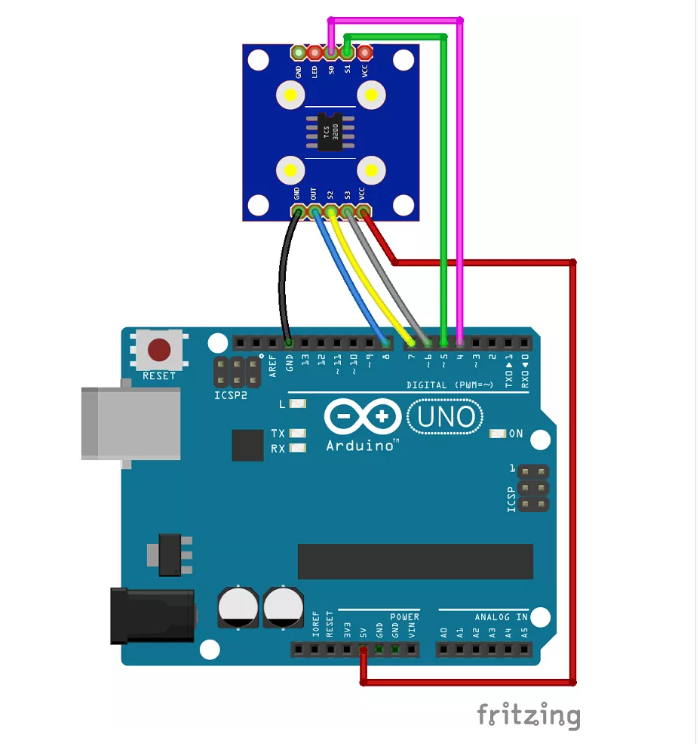 GND LED S0 S1 VCC
TCS
3200
GND OUT S2 S3 VCC
RESET
ICSP2
AREF GND 13 12 ~11 ~10 ~9 8 7 ~6 ~5 4 ~3 2 TX0▶1 RX0◀0
DIGITAL (PWM=~)
L
TX
RX
UNO
Arduino™
ON
1
ICSP
POWER
ANALOG IN
IOREF RESET 3V3 5V GND GND VIN A0 A1 A2 A3 A4 A5
fritzing